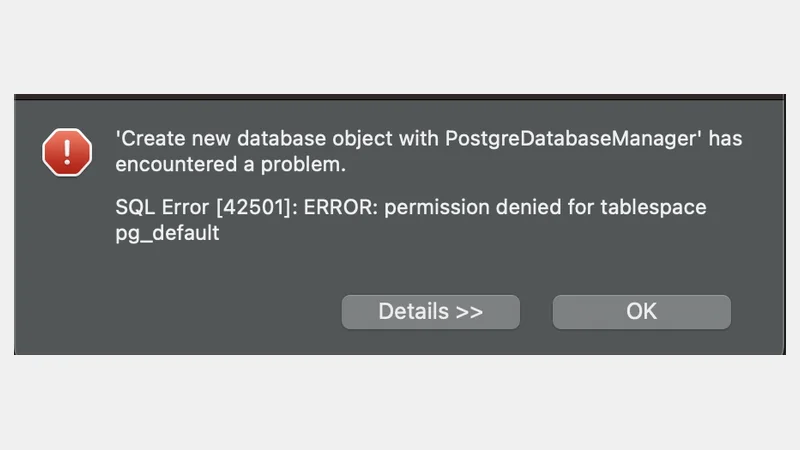 'Create new database object with PostgreDatabaseManager' has
encountered a problem.
SQL Error [42501]: ERROR: permission denied for tablespace
pg_default
Details >>
OK